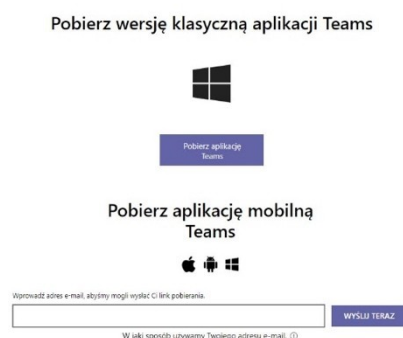 Pobierz wersję klasyczną aplikacji Teams
Pobierz aplikację
Teams
Pobierz aplikację mobilną
Teams
Wprowadź adres e-mail, abyśmy mogli wysłać Ci link pobierania.
WYŚLIJ TERAZ
W jaki sposób używamy Twojego adresu e-mail.